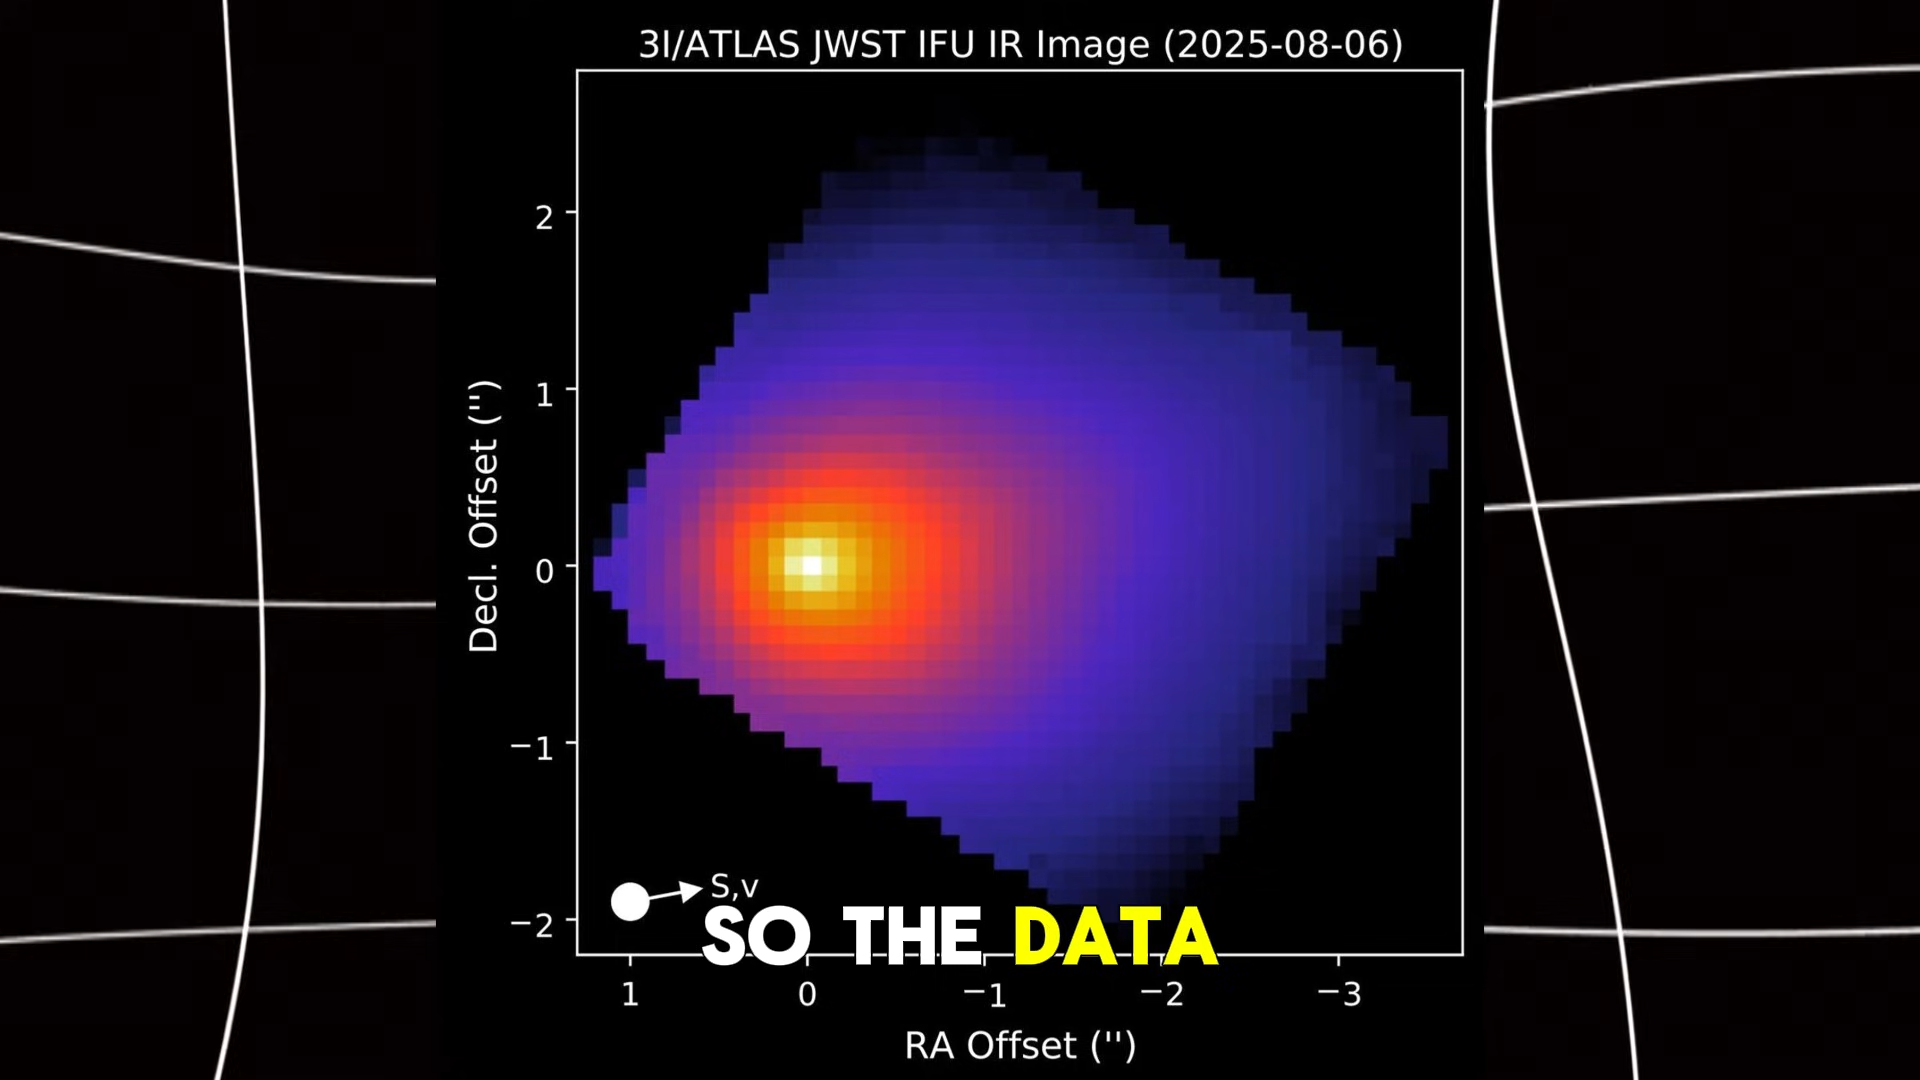 3I/ATLAS JWST IFU IR Image (2025-08-06)
Decl. Offset ('')
2
1
0
−1
−2
S,v
SO THE DATA
1 0 −1 −2 −3
RA Offset ('')